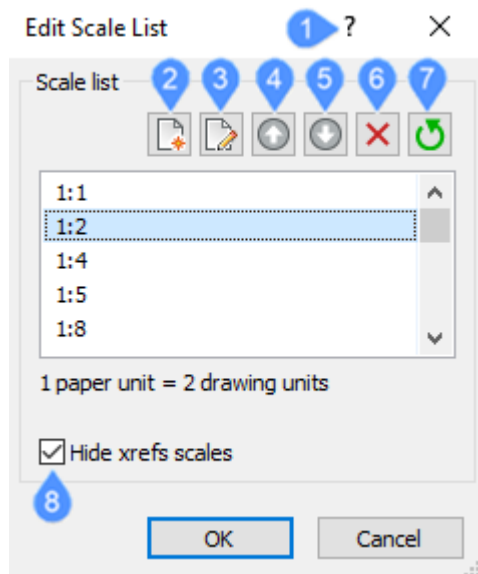 Edit Scale List 1 ?
Scale list 2 3 4 5 6 7
1:1
1:2
1:4
1:5
1:8
1 paper unit = 2 drawing units
Hide xrefs scales
8
OK Cancel